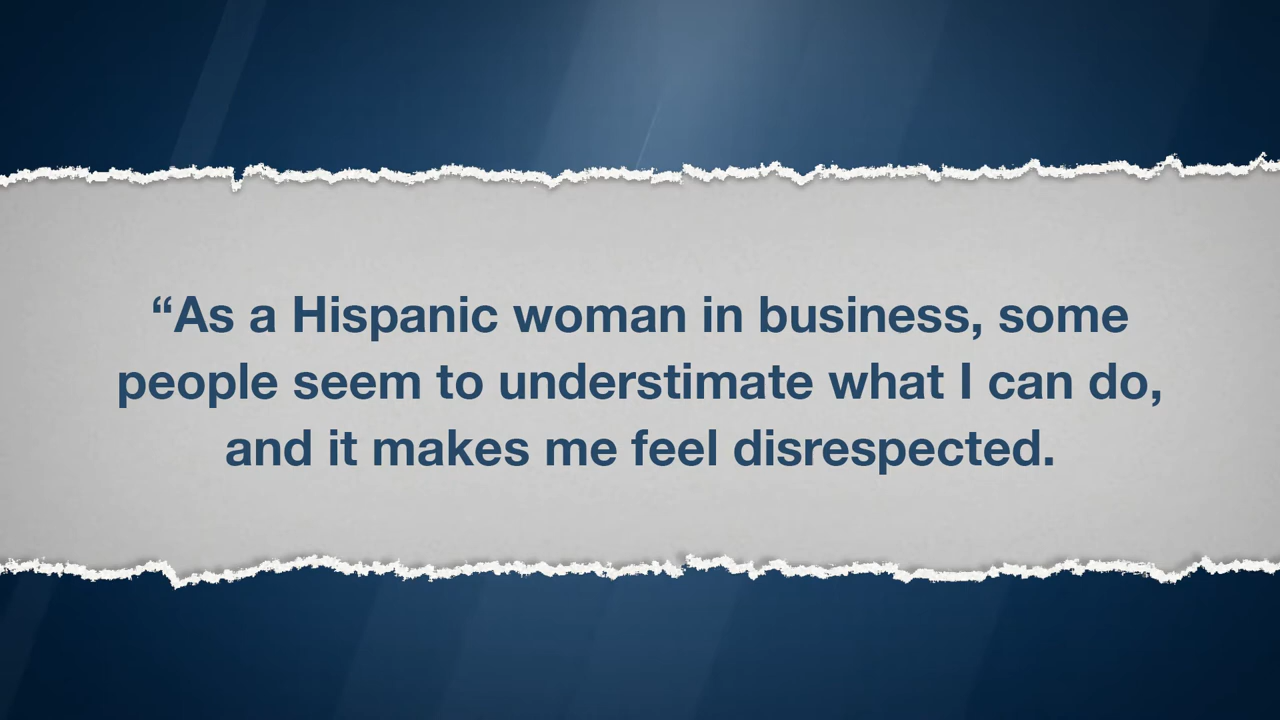 “As a Hispanic woman in business, some
people seem to understimate what I can do,
and it makes me feel disrespected.